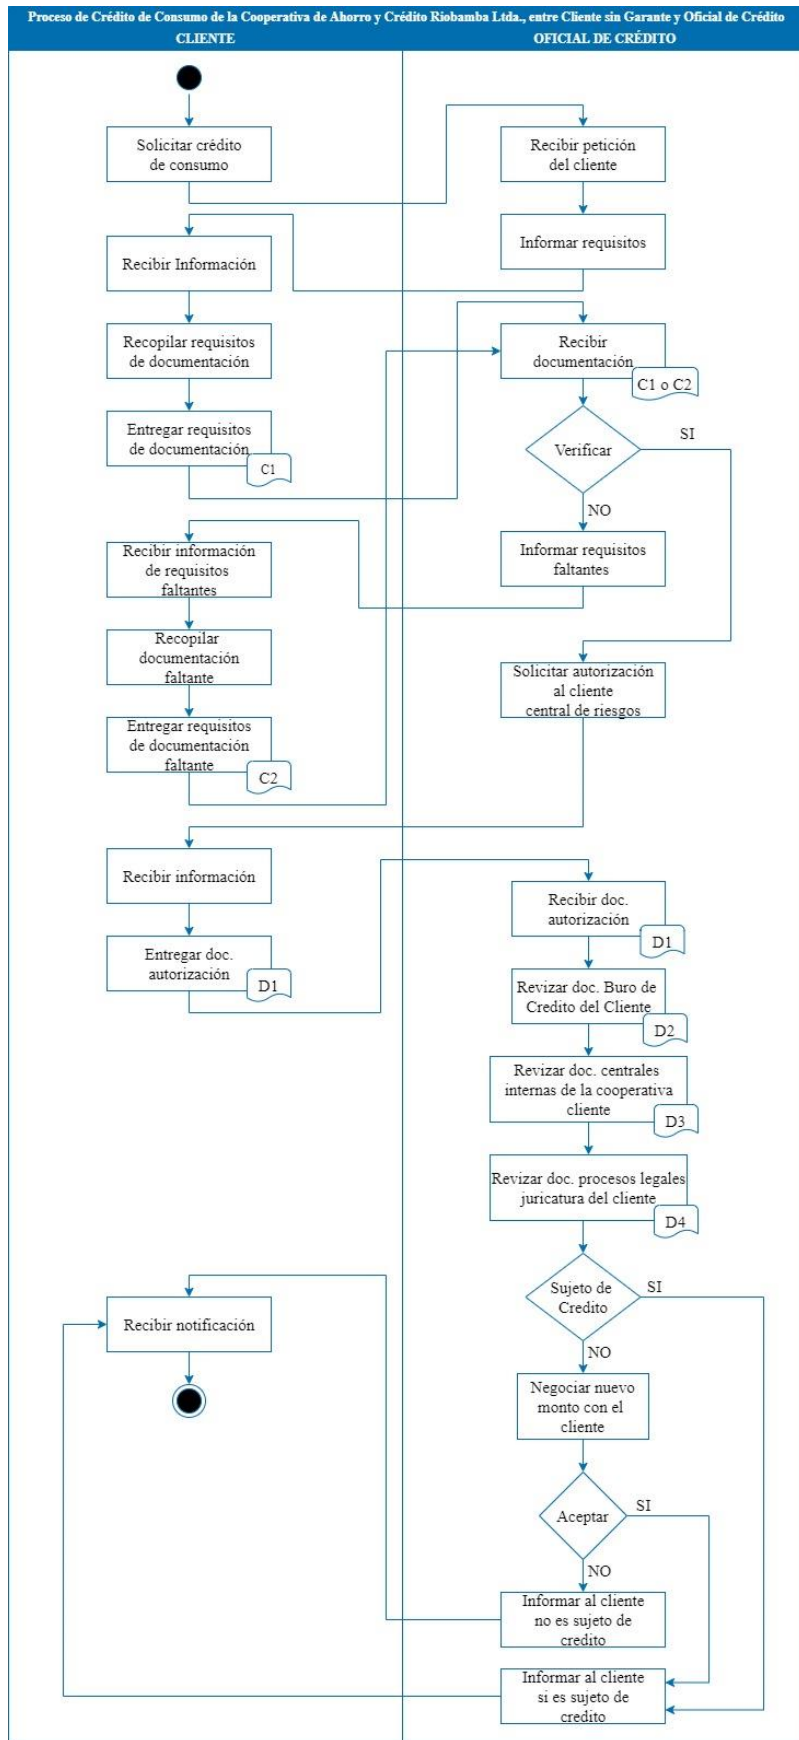 Proceso de Crédito de Consumo de la Cooperativa de Ahorro y Crédito Riobamba Ltda., entre Cliente sin Garante y Oficial de Crédito
CLIENTE
OFICIAL DE CRÉDITO
Solicitar crédito
de consumo
Recibir petición
del cliente
Informar requisitos
Recibir Información
Recopilar requisitos
de documentación
Recibir
documentación
C1 o C2
Entregar requisitos
de documentación
C1
Verificar
SI
NO
Recibir información
de requisitos
faltantes
Informar requisitos
faltantes
Recopilar
documentación
faltante
Solicitar autorización
al cliente
central de riesgos
Entregar requisitos
de documentación
faltante
C2
Recibir información
Recibir doc.
autorización
D1
Entregar doc.
autorización
D1
Revizar doc. Buro de
Credito del Cliente
D2
Revizar doc. centrales
internas de la cooperativa
cliente
D3
Revizar doc. procesos legales
juricatura del cliente
D4
Sujeto de
Credito
SI
Recibir notificación
NO
Negociar nuevo
monto con el
cliente
Aceptar
SI
NO
Informar al cliente
no es sujeto de
credito
Informar al cliente
si es sujeto de
credito